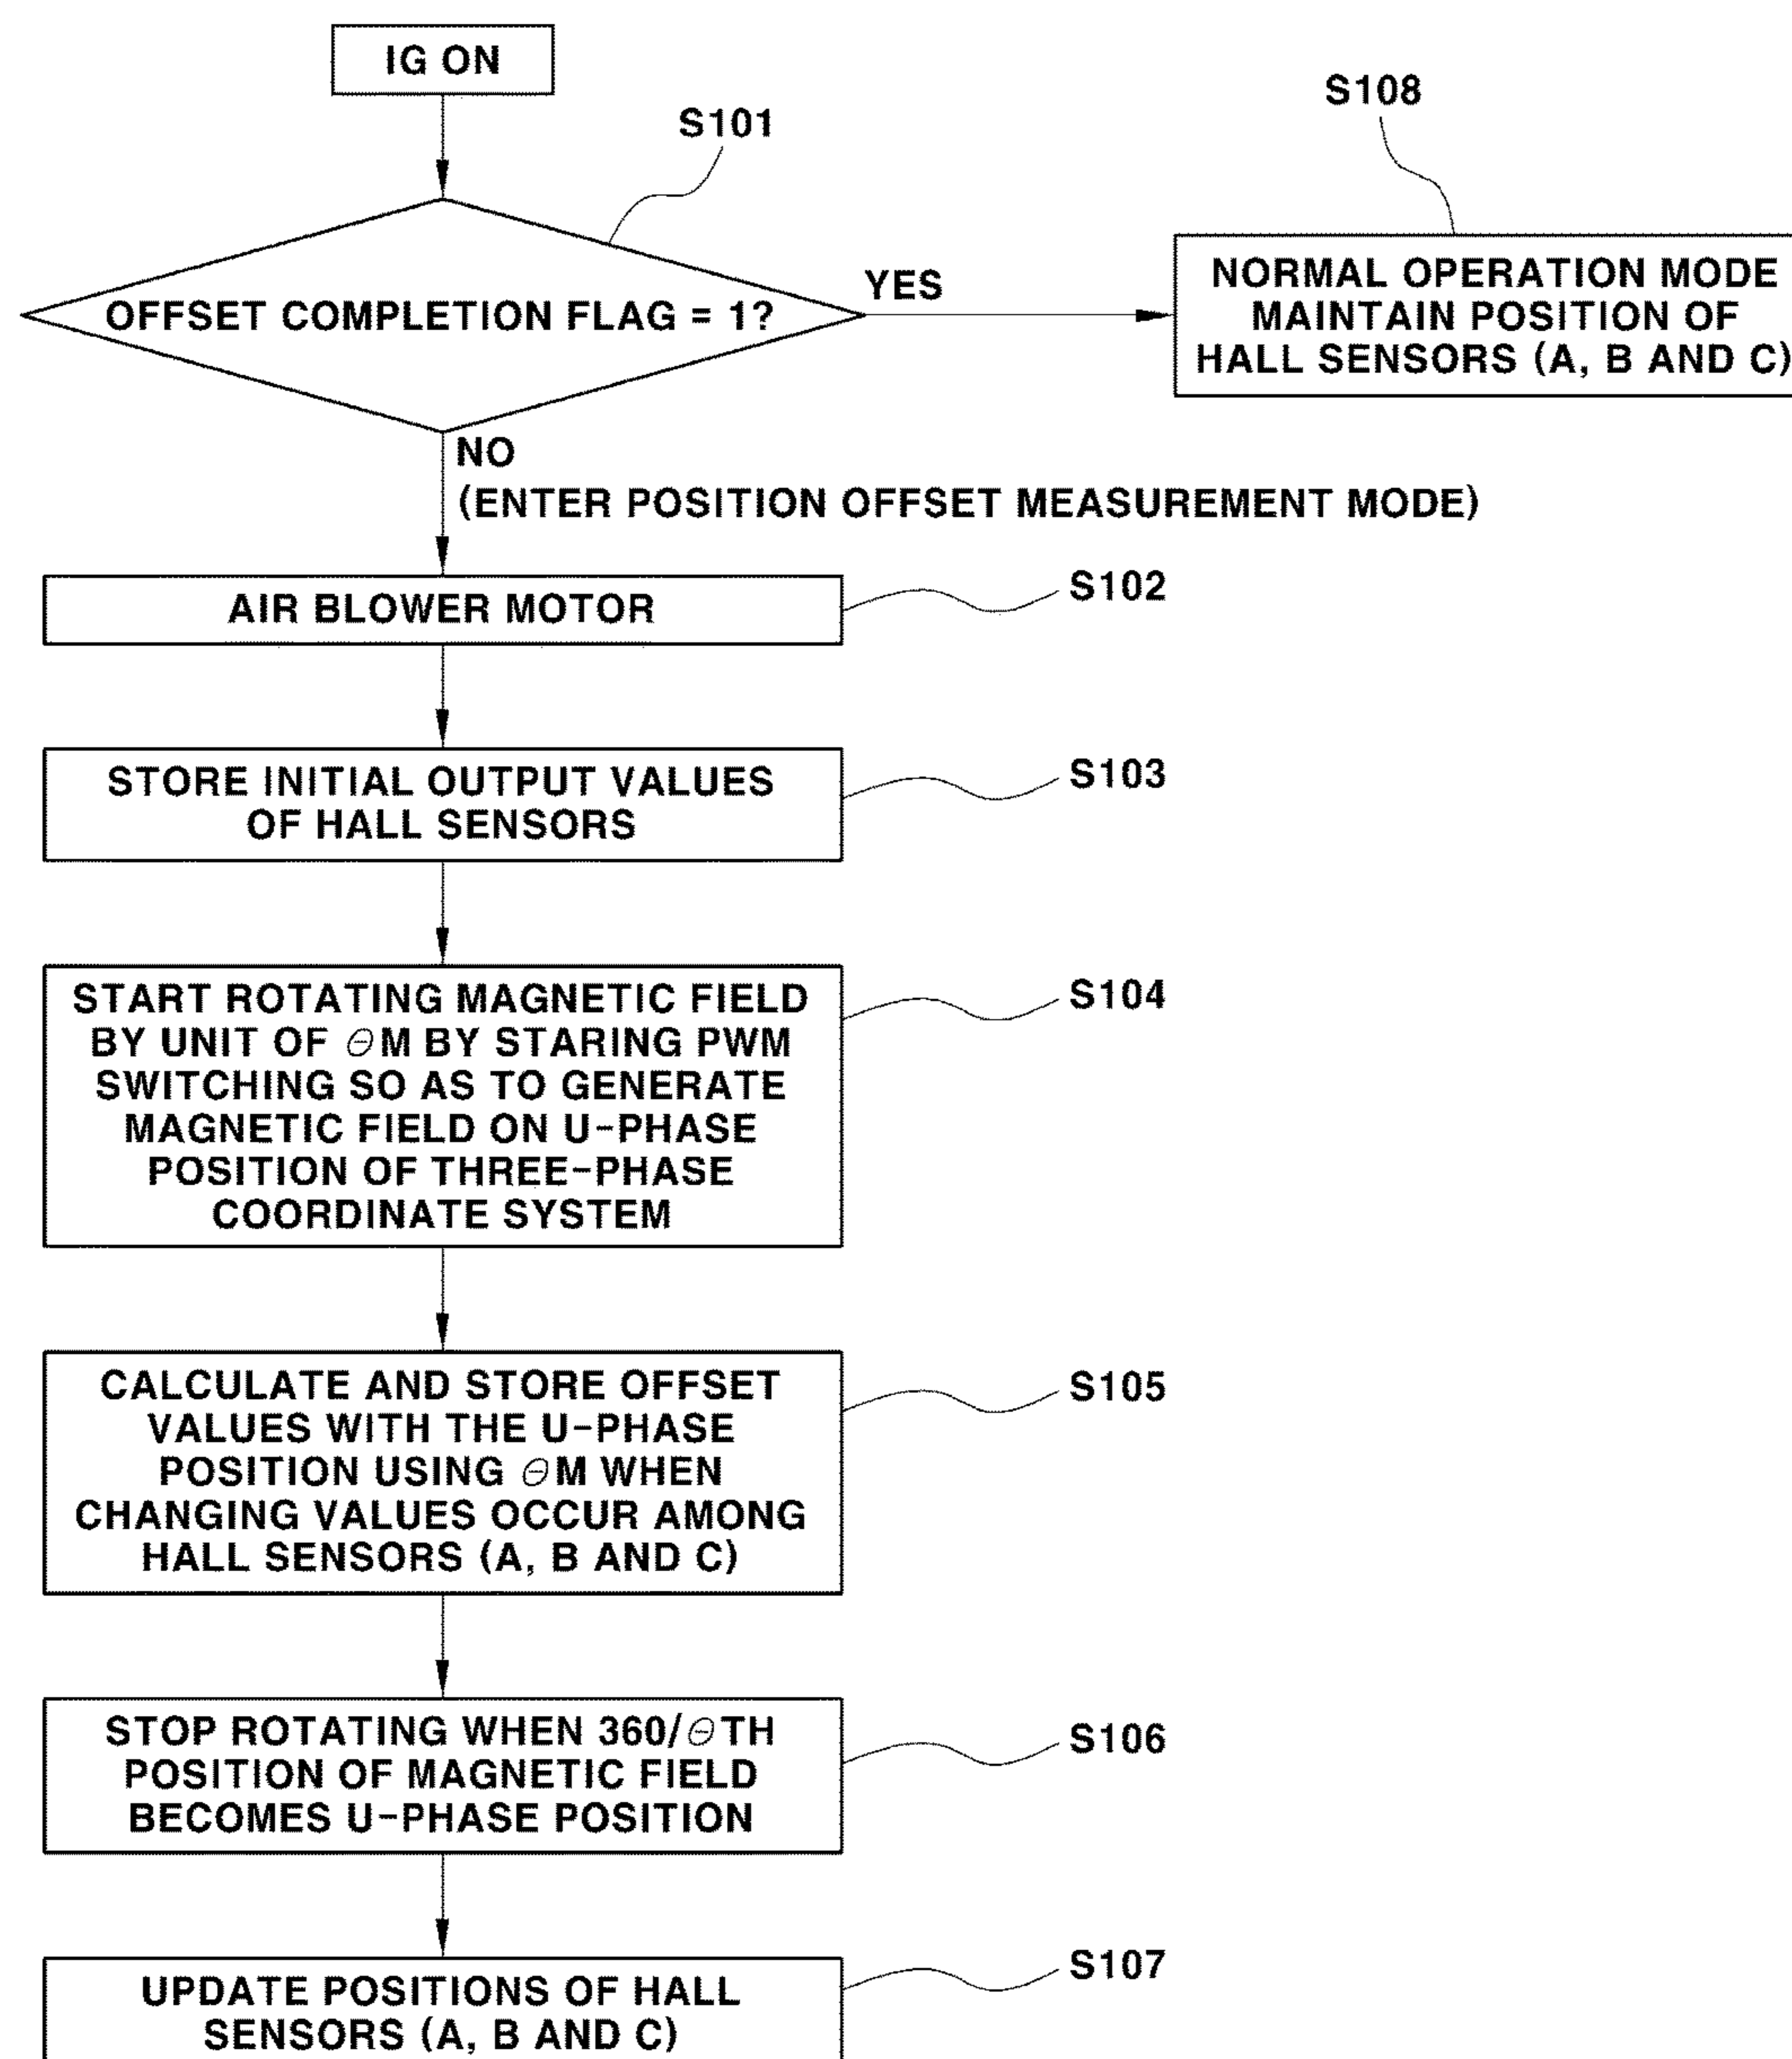 IG ON
S101
S108
OFFSET COMPLETION FLAG = 1?
YES
NORMAL OPERATION MODE
MAINTAIN POSITION OF
HALL SENSORS (A, B AND C)
NO
(ENTER POSITION OFFSET MEASUREMENT MODE)
AIR BLOWER MOTOR
S102
STORE INITIAL OUTPUT VALUES
OF HALL SENSORS
S103
START ROTATING MAGNETIC FIELD
BY UNIT OF ΘM BY STARING PWM
SWITCHING SO AS TO GENERATE
MAGNETIC FIELD ON U-PHASE
POSITION OF THREE-PHASE
COORDINATE SYSTEM
S104
CALCULATE AND STORE OFFSET
VALUES WITH THE U-PHASE
POSITION USING ΘM WHEN
CHANGING VALUES OCCUR AMONG
HALL SENSORS (A, B AND C)
S105
STOP ROTATING WHEN 360/ΘTH
POSITION OF MAGNETIC FIELD
BECOMES U-PHASE POSITION
S106
UPDATE POSITIONS OF HALL
SENSORS (A, B AND C)
S107